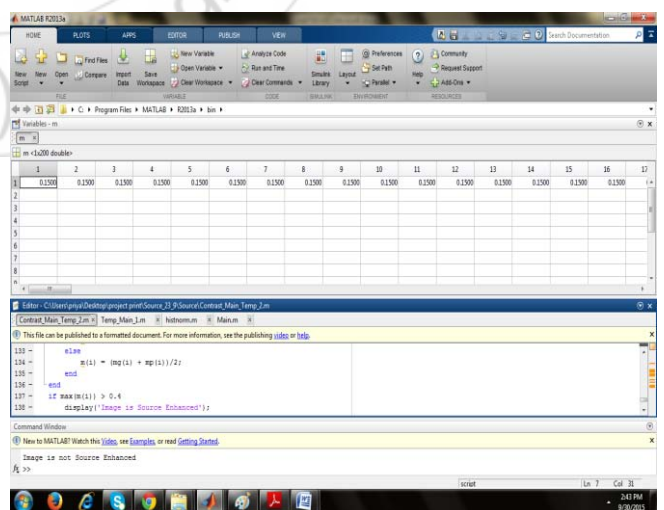 MATLAB R2013a
HOME PLOTS APPS EDITOR PUBLISH VIEW Search Documentation
New Script New Open Find Files Compare Import Data Save Workspace New Variable Open Variable Clear Workspace Analyze Code Run and Time Clear Commands Simulink Library Layout Preferences Set Path Parallel Help Community Request Support Add-Ons
FILE VARIABLE CODE SIMULINK ENVIRONMENT RESOURCES
C: Program Files MATLAB R2013a bin
Variables - m
m
m <1x200 double>
1 2 3 4 5 6 7 8 9 10 11 12 13 14 15 16 17
1 0.1500 0.1500 0.1500 0.1500 0.1500 0.1500 0.1500 0.1500 0.1500 0.1500 0.1500 0.1500 0.1500 0.1500 0.1500 0.1500
2
3
4
5
6
7
8
Editor - C:\Users\priya\Desktop\project print\Source_23_9\Source\Contrast_Main_Temp_2.m
Contrast_Main_Temp_2.m Temp_Main_1.m histnorm.m Main.m
This file can be published to a formatted document. For more information, see the publishing video or help.
133 - else
134 - m(i) = (mg(i) + mp(i))/2;
135 - end
136 - end
137 - if max(m(i)) > 0.4
138 - display('Image is Source Enhanced');
Command Window
New to MATLAB? Watch this Video, see Examples, or read Getting Started.
Image is not Source Enhanced
fx >>
script Ln 7 Col 31
2:43 PM
9/30/2015